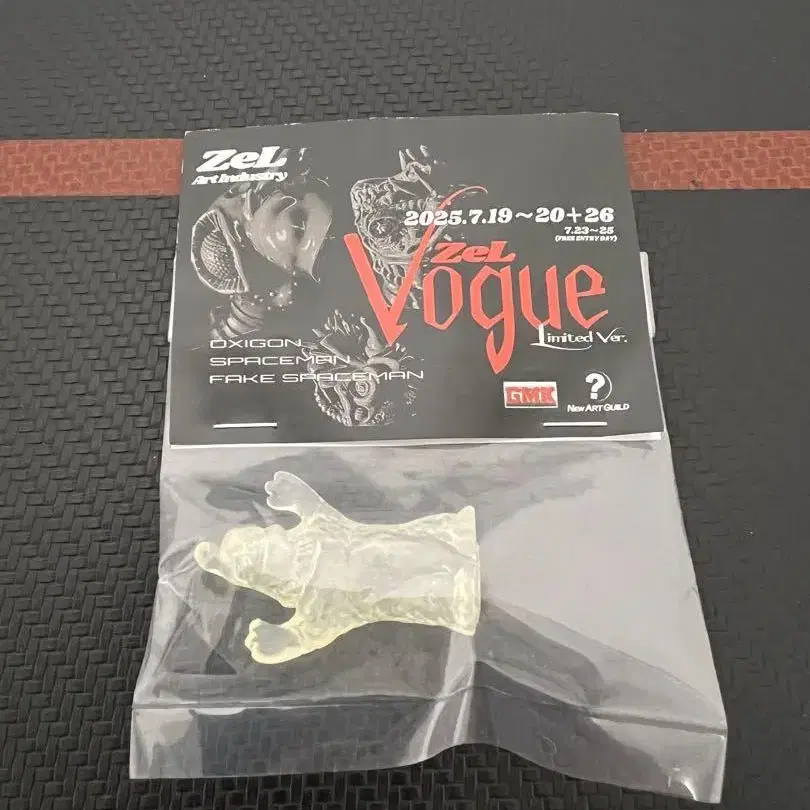 ZeL
Art Industry
2025.7.19~20+26
7.23~25
(FREE ENTRY DAY)
ZeL
Vogue
Limited Ver.
OXIGON
SPACEMAN
FAKE SPACEMAN
GMK
?
New ART GUILD